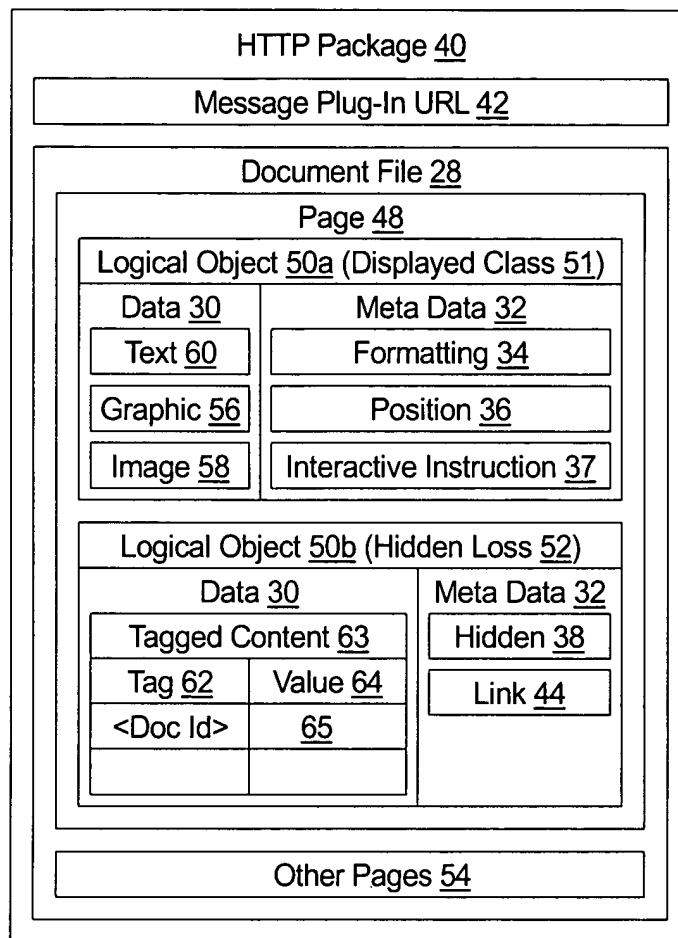 HTTP Package 40
Message Plug-In URL 42
Document File 28
Page 48
Logical Object 50a (Displayed Class 51)
Data 30
Meta Data 32
Text 60
Formatting 34
Graphic 56
Position 36
Image 58
Interactive Instruction 37
Logical Object 50b (Hidden Loss 52)
Data 30
Meta Data 32
Tagged Content 63
Hidden 38
Tag 62
Value 64
Link 44
<Doc Id>
65
Other Pages 54